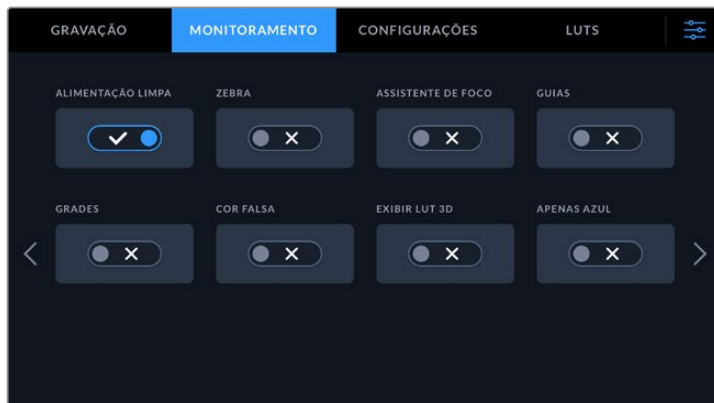 GRAVAÇÃO MONITORAMENTO CONFIGURAÇÕES LUTS
ALIMENTAÇÃO LIMPA ZEBRA ASSISTENTE DE FOCO GUIAS
GRADES COR FALSA EXIBIR LUT 3D APENAS AZUL